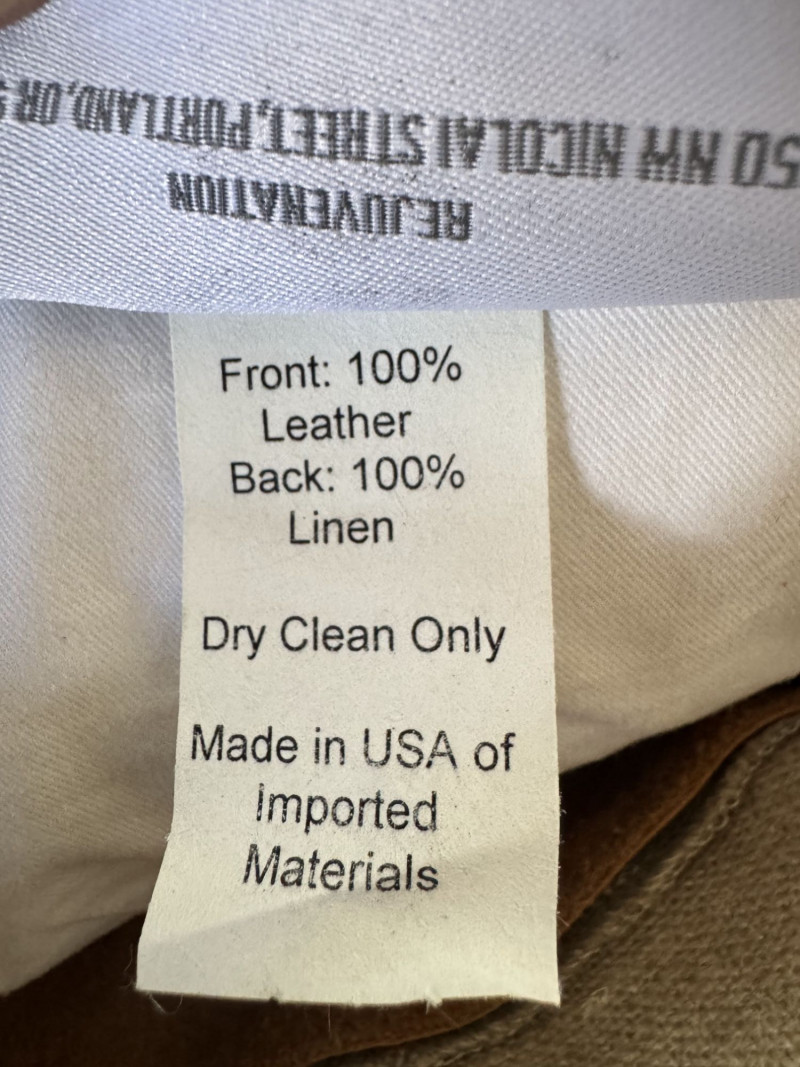 REJUVENATION
50 NW NICOLAI STREET, PORTLAND, OR
Front: 100%
Leather
Back: 100%
Linen
Dry Clean Only
Made in USA of
Imported
Materials